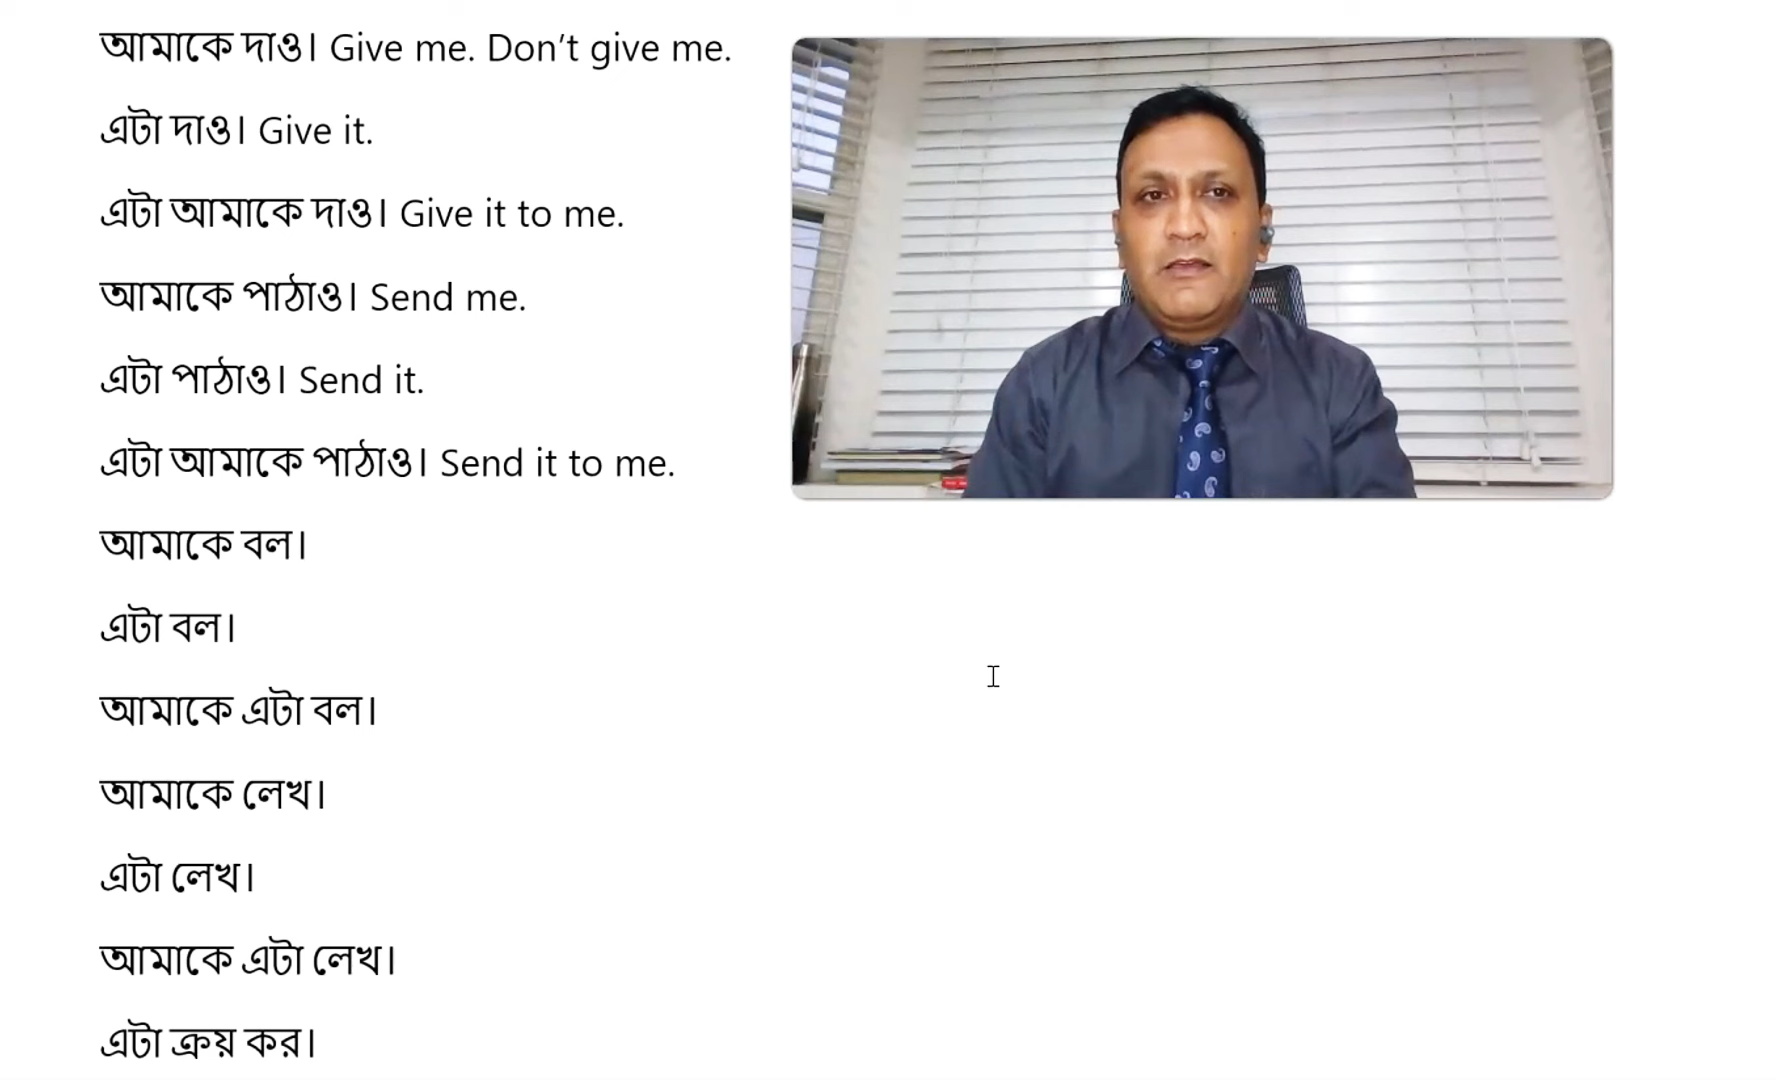 আমাকে দাও। Give me. Don’t give me.
এটা দাও। Give it.
এটা আমাকে দাও। Give it to me.
আমাকে পাঠাও। Send me.
এটা পাঠাও। Send it.
এটা আমাকে পাঠাও। Send it to me.
আমাকে বল।
এটা বল।
আমাকে এটা বল।
আমাকে লেখ।
এটা লেখ।
আমাকে এটা লেখ।
এটা ক্রয় কর।